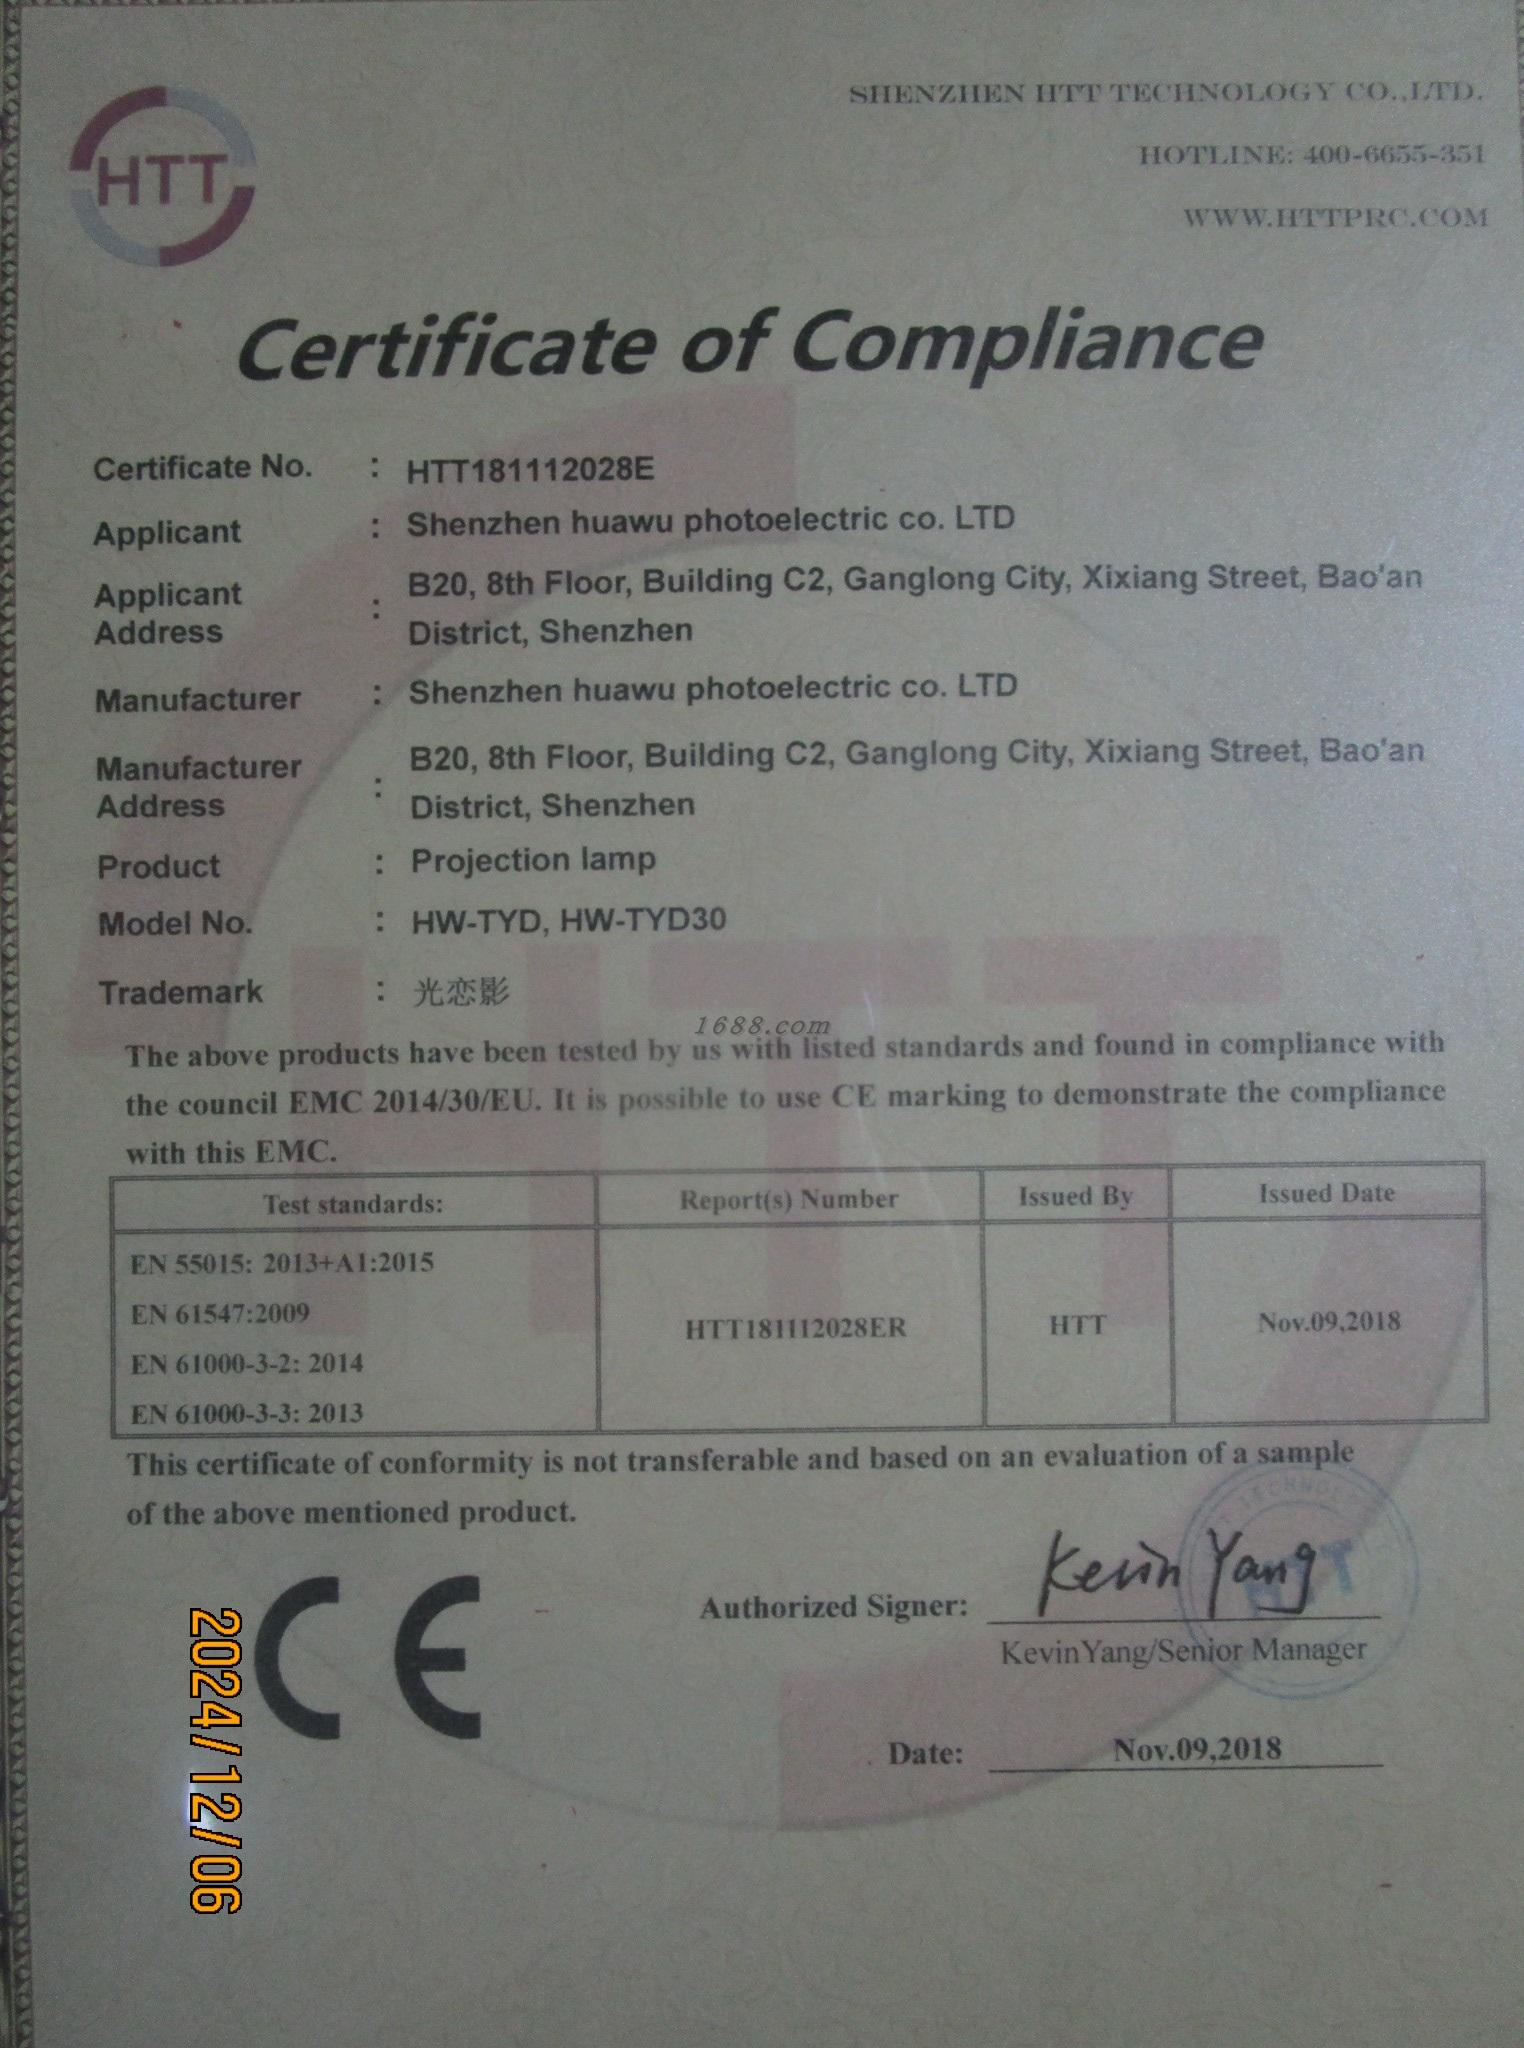 HTT
SHENZHEN HTT TECHNOLOGY CO.,LTD.
HOTLINE: 400-6655-351
WWW.HTTPRC.COM
Certificate of Compliance
Certificate No. : HTT181112028E
Applicant : Shenzhen huawu photoelectric co. LTD
Applicant Address : B20, 8th Floor, Building C2, Ganglong City, Xixiang Street, Bao'an
District, Shenzhen
Manufacturer : Shenzhen huawu photoelectric co. LTD
Manufacturer Address : B20, 8th Floor, Building C2, Ganglong City, Xixiang Street, Bao'an
District, Shenzhen
Product : Projection lamp
Model No. : HW-TYD, HW-TYD30
Trademark : 光恋影
1688.com
The above products have been tested by us with listed standards and found in compliance with
the council EMC 2014/30/EU. It is possible to use CE marking to demonstrate the compliance
with this EMC.
Test standards: Report(s) Number Issued By Issued Date
EN 55015: 2013+A1:2015
EN 61547:2009
HTT181112028ER HTT Nov.09,2018
EN 61000-3-2: 2014
EN 61000-3-3: 2013
This certificate of conformity is not transferable and based on an evaluation of a sample
of the above mentioned product.
CE
Authorized Signer: Kevin Yang
KevinYang/Senior Manager
HTT
Date: Nov.09,2018
2024/12/06